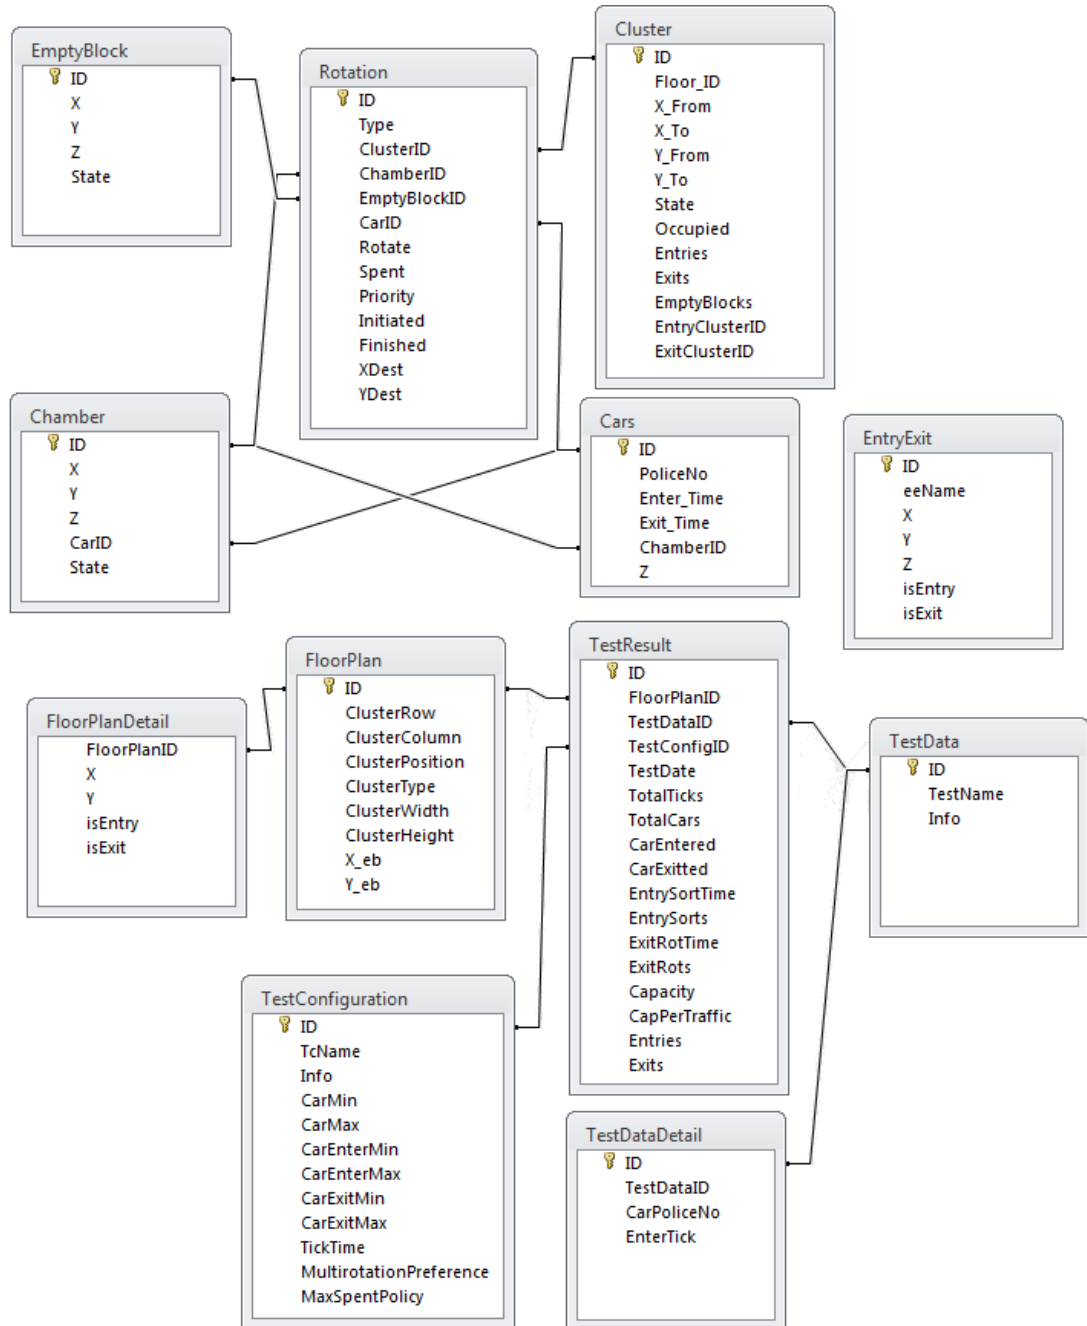 EmptyBlock
ID
X
Y
Z
State
Rotation
ID
Type
ClusterID
ChamberID
EmptyBlockID
CarID
Rotate
Spent
Priority
Initiated
Finished
XDest
YDest
Cluster
ID
Floor_ID
X_From
X_To
Y_From
Y_To
State
Occupied
Entries
Exits
EmptyBlocks
EntryClusterID
ExitClusterID
Chamber
ID
X
Y
Z
CarID
State
Cars
ID
PoliceNo
Enter_Time
Exit_Time
ChamberID
Z
EntryExit
ID
eeName
X
Y
Z
isEntry
isExit
FloorPlanDetail
FloorPlanID
X
Y
isEntry
isExit
FloorPlan
ID
ClusterRow
ClusterColumn
ClusterPosition
ClusterType
ClusterWidth
ClusterHeight
X_eb
Y_eb
TestResult
ID
FloorPlanID
TestDataID
TestConfigID
TestDate
TotalTicks
TotalCars
CarEntered
CarExitted
EntrySortTime
EntrySorts
ExitRotTime
ExitRots
Capacity
CapPerTraffic
Entries
Exits
TestData
ID
TestName
Info
TestConfiguration
ID
TcName
Info
CarMin
CarMax
CarEnterMin
CarEnterMax
CarExitMin
CarExitMax
TickTime
MultirotationPreference
MaxSpentPolicy
TestDataDetail
ID
TestDataID
CarPoliceNo
EnterTick